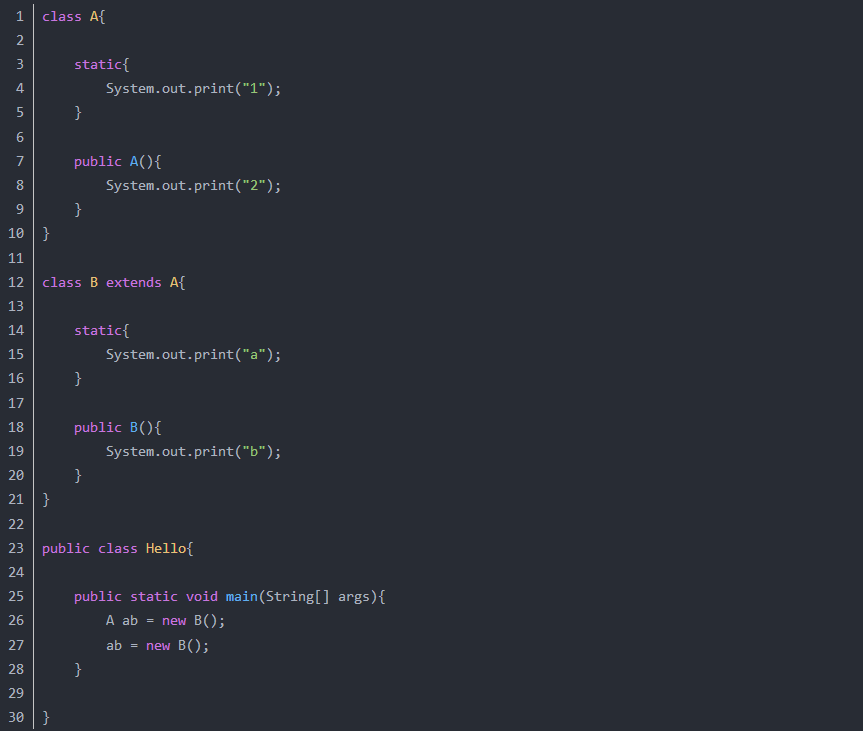 1 class A{
2
3     static{
4         System.out.print("1");
5     }
6
7     public A(){
8         System.out.print("2");
9     }
10 }
11
12 class B extends A{
13
14     static{
15         System.out.print("a");
16     }
17
18     public B(){
19         System.out.print("b");
20     }
21 }
22
23 public class Hello{
24
25     public static void main(String[] args){
26         A ab = new B();
27         ab = new B();
28     }
29
30 }